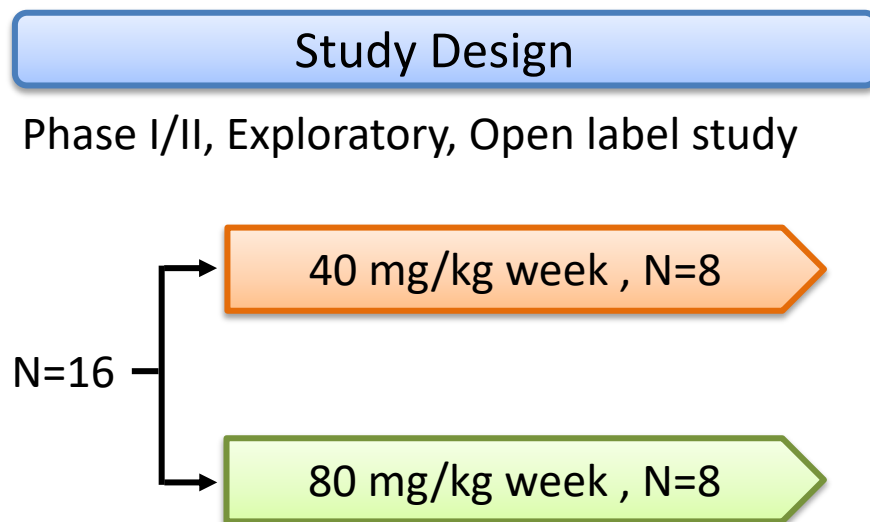 Study Design
Phase I/II, Exploratory, Open label study
40 mg/kg week , N=8
N=16
80 mg/kg week , N=8